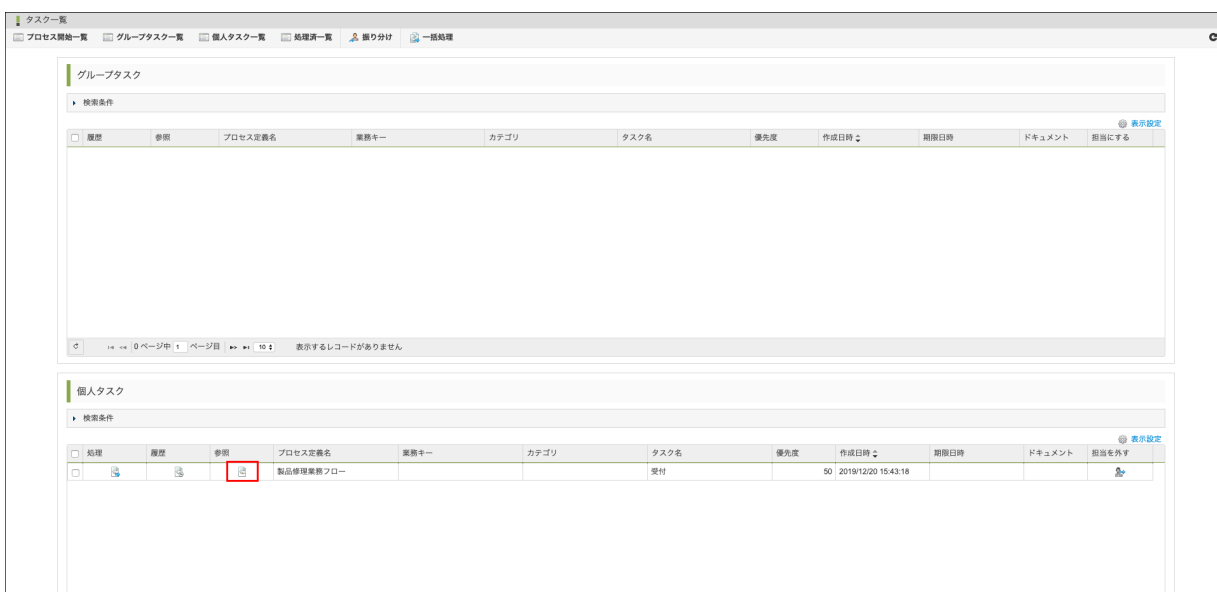 タスク一覧
プロセス開始一覧 グループタスク一覧 個人タスク一覧 処理済一覧 振り分け 一括処理
グループタスク
検索条件
表示設定
履歴 参照 プロセス定義名 業務キー カテゴリ タスク名 優先度 作成日時 期限日時 ドキュメント 担当にする
0 ページ中 1 ページ目 10 表示するレコードがありません
個人タスク
検索条件
表示設定
処理 履歴 参照 プロセス定義名 業務キー カテゴリ タスク名 優先度 作成日時 期限日時 ドキュメント 担当を外す
製品修理業務フロー 受付 50 2019/12/20 15:43:18